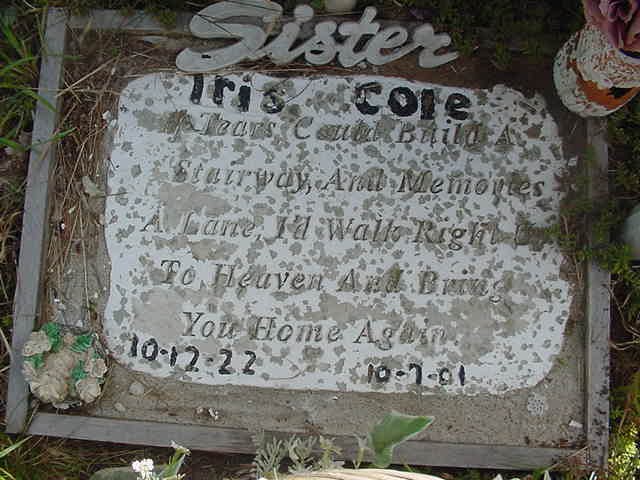 Sister
Iris Cole
If Tears Could Build A
Stairway, And Memories
A Lane, I'd Walk Right Up
To Heaven And Bring
You Home Again.
10-12-22 10-7-01